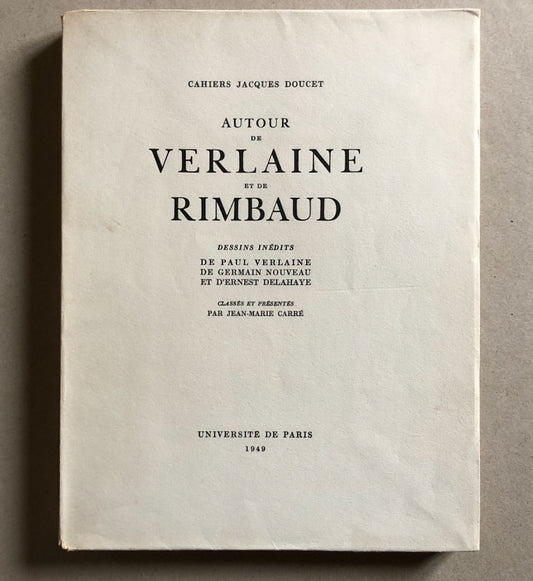 CAHIERS JACQUES DOUCET
AUTOUR
DE
VERLAINE
ET DE
RIMBAUD
DESSINS INÉDITS
DE PAUL VERLAINE
DE GERMAIN NOUVEAU
ET D'ERNEST DELAHAYE
CLASSÉS ET PRÉSENTÉS
PAR JEAN-MARIE CARRÉ
UNIVERSITÉ DE PARIS
1949